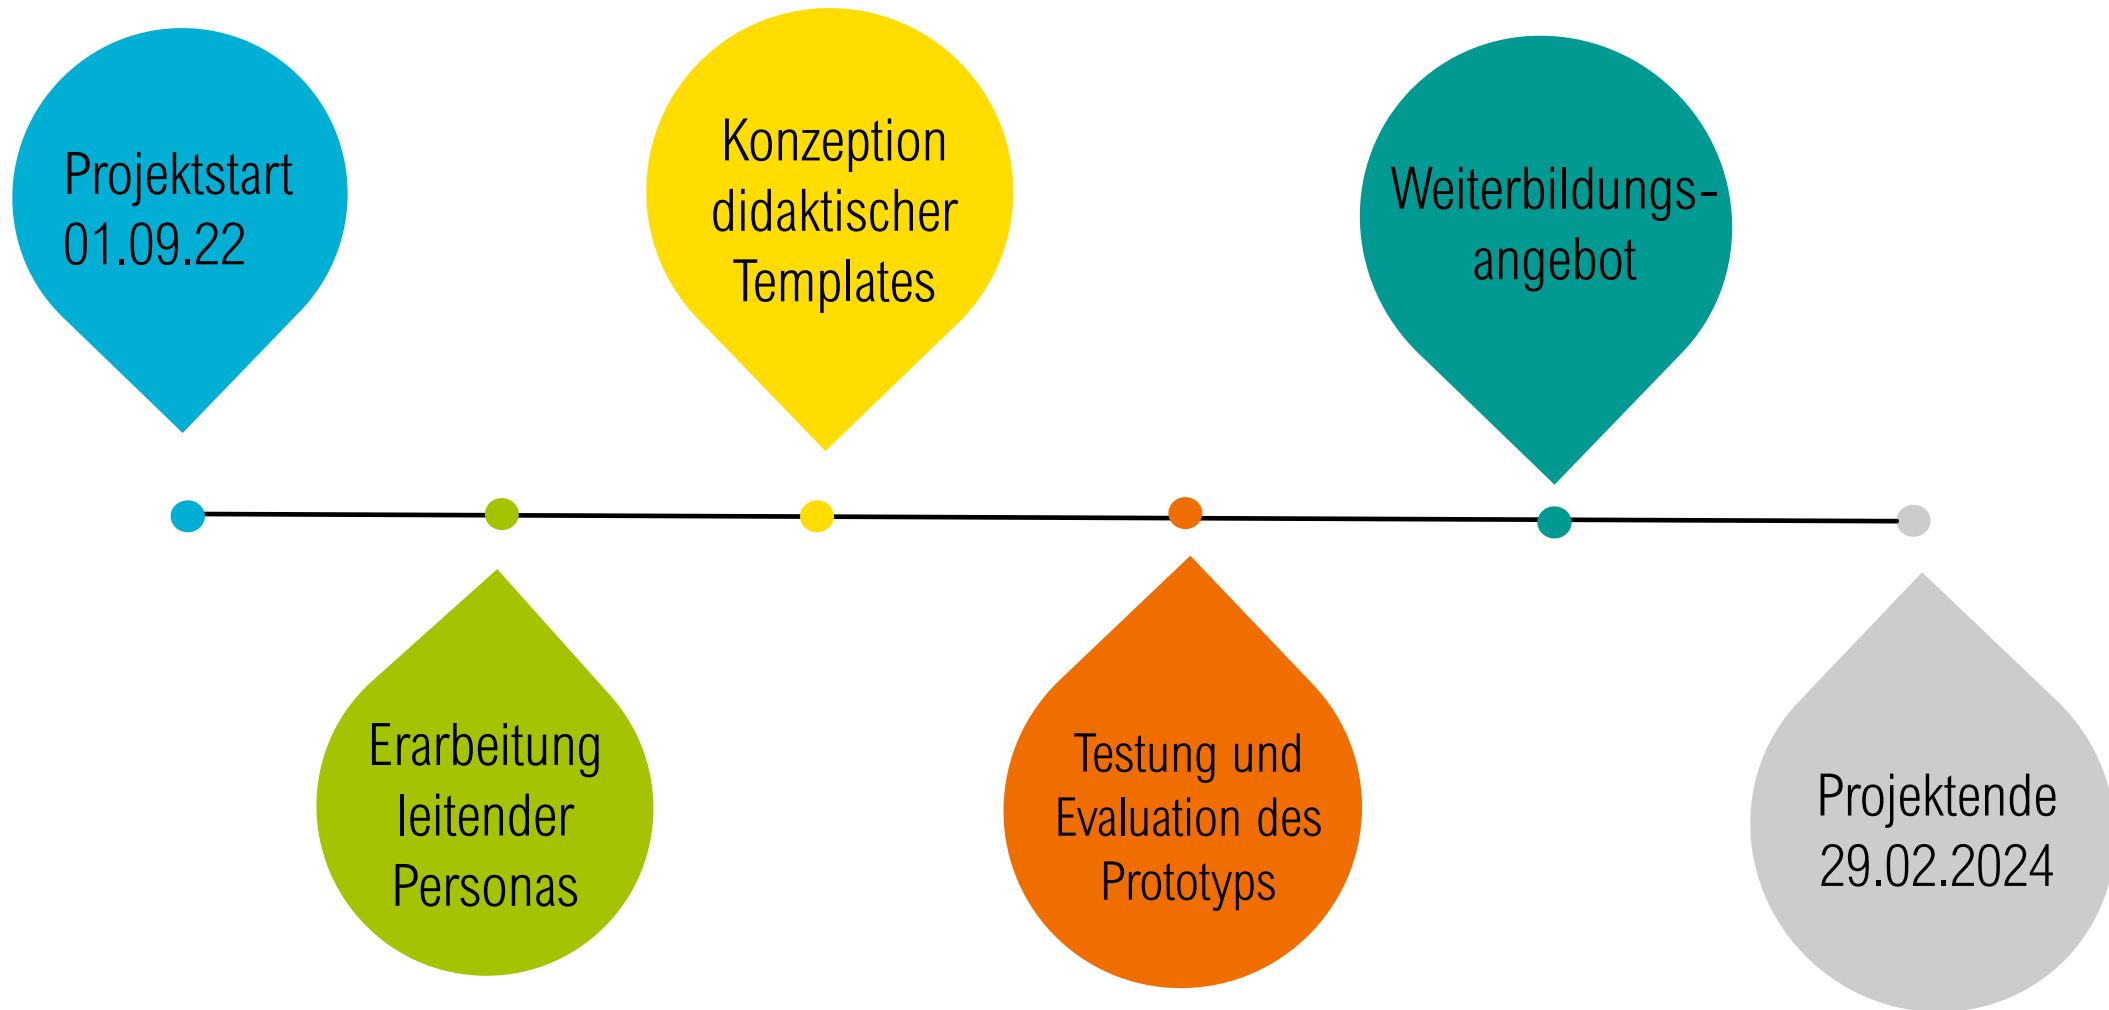 Projektstart
01.09.22
Erarbeitung
leitender
Personas
Konzeption
didaktischer
Templates
Testung und
Evaluation des
Prototyps
Weiterbildungs-
angebot
Projektende
29.02.2024